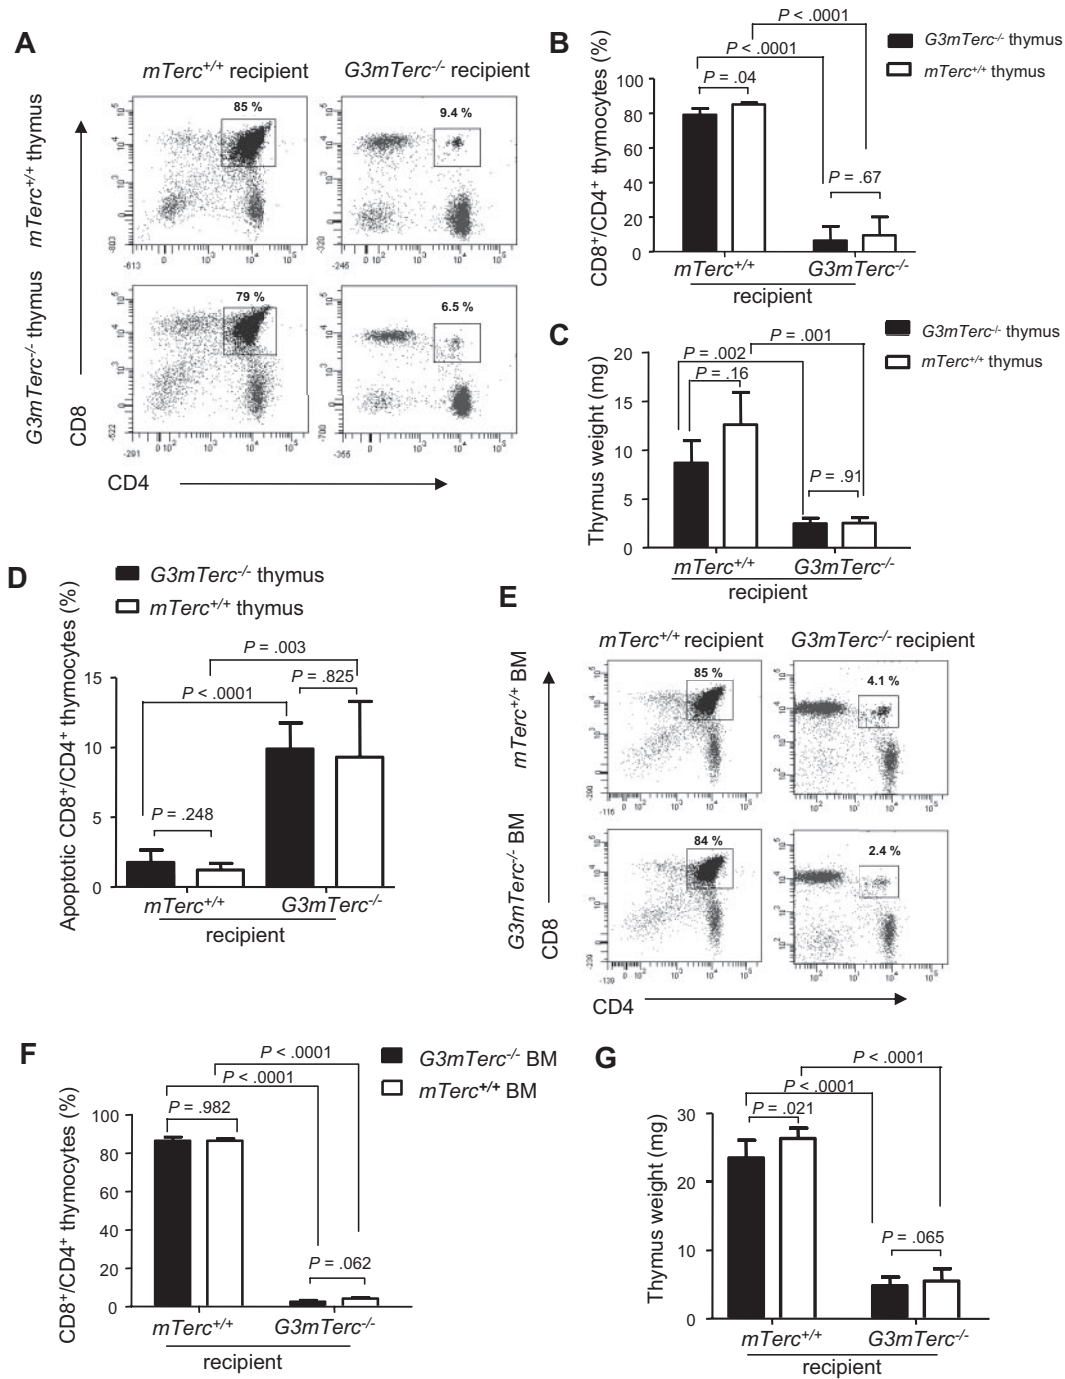 A
mTerc+/+ recipient
G3mTerc-/- recipient
mTerc+/+ thymus
G3mTerc-/- thymus
CD8
CD4
85 %
9.4 %
79 %
6.5 %
B
P < .0001
P < .0001
P = .04
P = .67
G3mTerc-/- thymus
mTerc+/+ thymus
CD8+/CD4+ thymocytes (%)
100
80
60
40
20
0
mTerc+/+
G3mTerc-/-
recipient
C
P = .001
P = .002
P = .16
P = .91
G3mTerc-/- thymus
mTerc+/+ thymus
Thymus weight (mg)
20
15
10
5
0
mTerc+/+
G3mTerc-/-
recipient
D
G3mTerc-/- thymus
mTerc+/+ thymus
P = .003
P = .825
P < .0001
P = .248
Apoptotic CD8+/CD4+ thymocytes (%)
15
10
5
0
mTerc+/+
G3mTerc-/-
recipient
E
mTerc+/+ recipient
G3mTerc-/- recipient
mTerc+/+ BM
G3mTerc-/- BM
CD8
CD4
85 %
4.1 %
84 %
2.4 %
F
P < .0001
P < .0001
P = .982
P = .062
G3mTerc-/- BM
mTerc+/+ BM
CD8+/CD4+ thymocytes (%)
100
80
60
40
20
0
mTerc+/+
G3mTerc-/-
recipient
G
P < .0001
P < .0001
P = .021
P = .065
Thymus weight (mg)
30
20
10
0
mTerc+/+
G3mTerc-/-
recipient